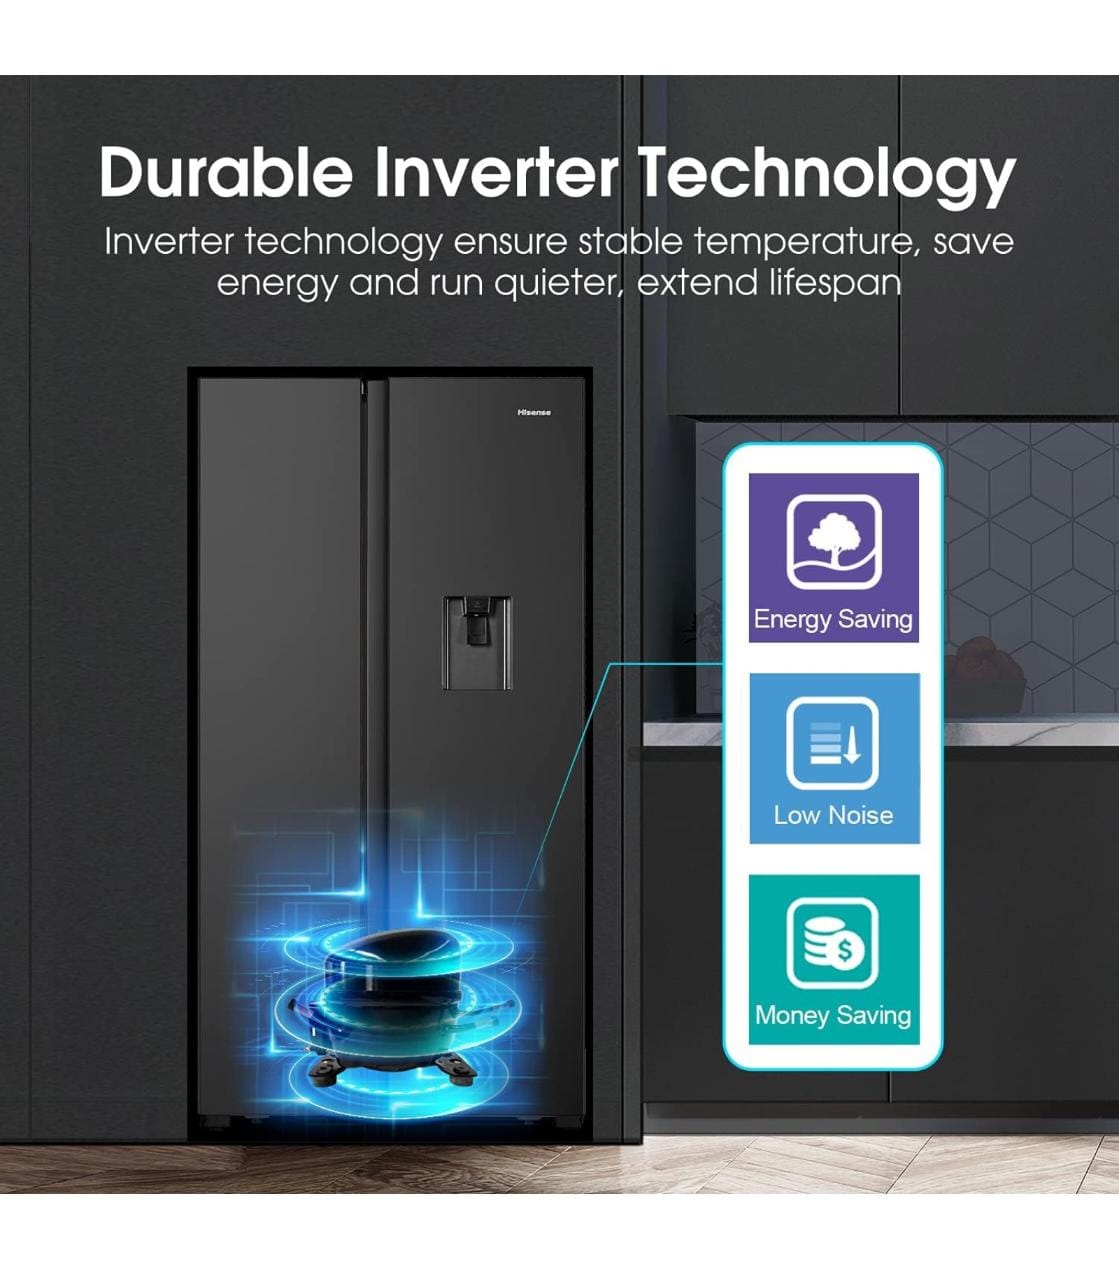 Durable Inverter Technology
Inverter technology ensure stable temperature, save
energy and run quieter, extend lifespan
Hisense
Energy Saving
Low Noise
$
Money Saving